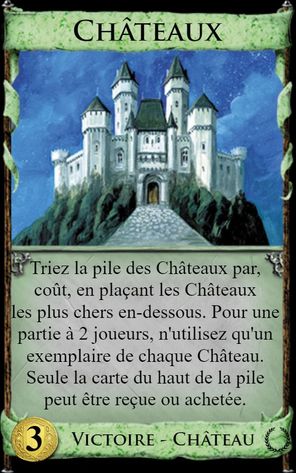 CHÂTEAUX
Triez la pile des Châteaux par,
coût, en plaçant les Châteaux
les plus chers en-dessous. Pour une
partie à 2 joueurs, n'utilisez qu'un
exemplaire de chaque Château.
Seule la carte du haut de la pile
peut être reçue ou achetée.
3 VICTOIRE - CHÂTEAU